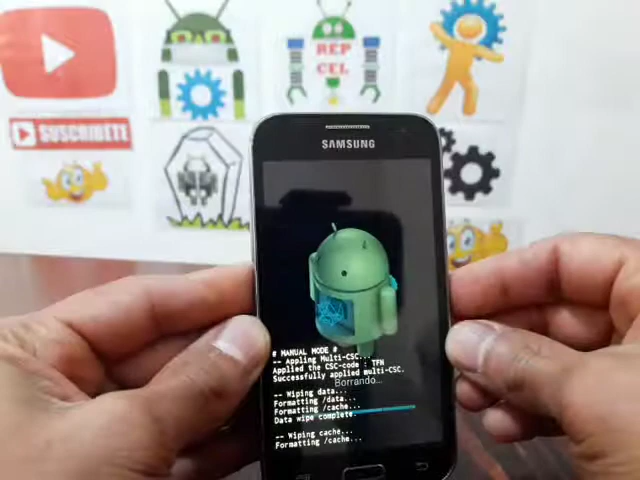 REP
CEL
SUSCRIBETE
SAMSUNG
# MANUAL MODE #
-- Appling Multi-CSC...
Applied the CSC-code : TFN
Successfully applied multi-CSC.
Borrando...
-- Wiping data...
Formatting /data...
Formatting /cache...
Data wipe complete.
-- Wiping cache...
Formatting /cache...